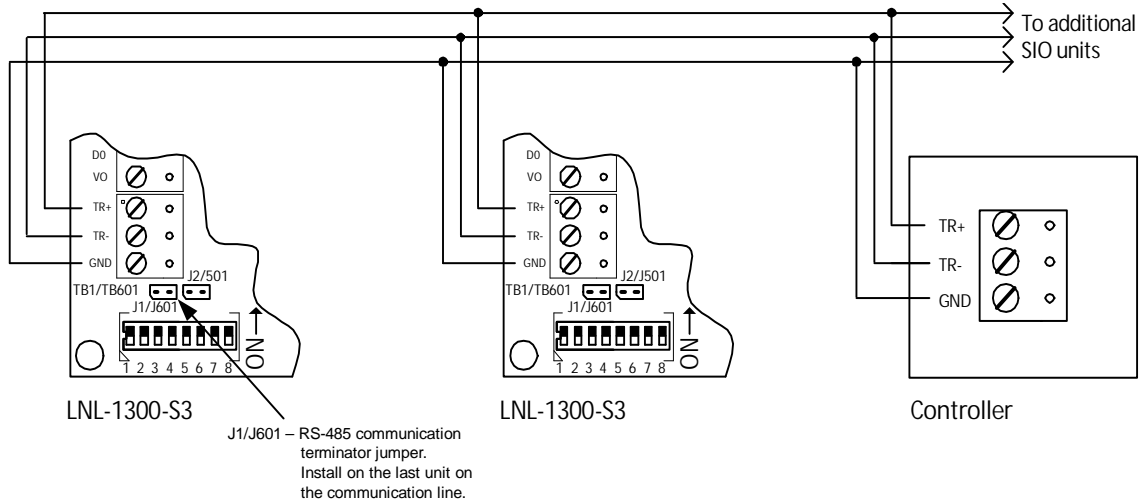 To additional
SIO units
D0
VO
TR+
TR-
GND
TB1/TB601
J2/501
J1/J601
1 2 3 4 5 6 7 8
NO
LNL-1300-S3
J1/J601 – RS-485 communication
terminator jumper.
Install on the last unit on
the communication line.
D0
VO
TR+
TR-
GND
TB1/TB601
J2/J501
J1/J601
1 2 3 4 5 6 7 8
NO
LNL-1300-S3
TR+
TR-
GND
Controller